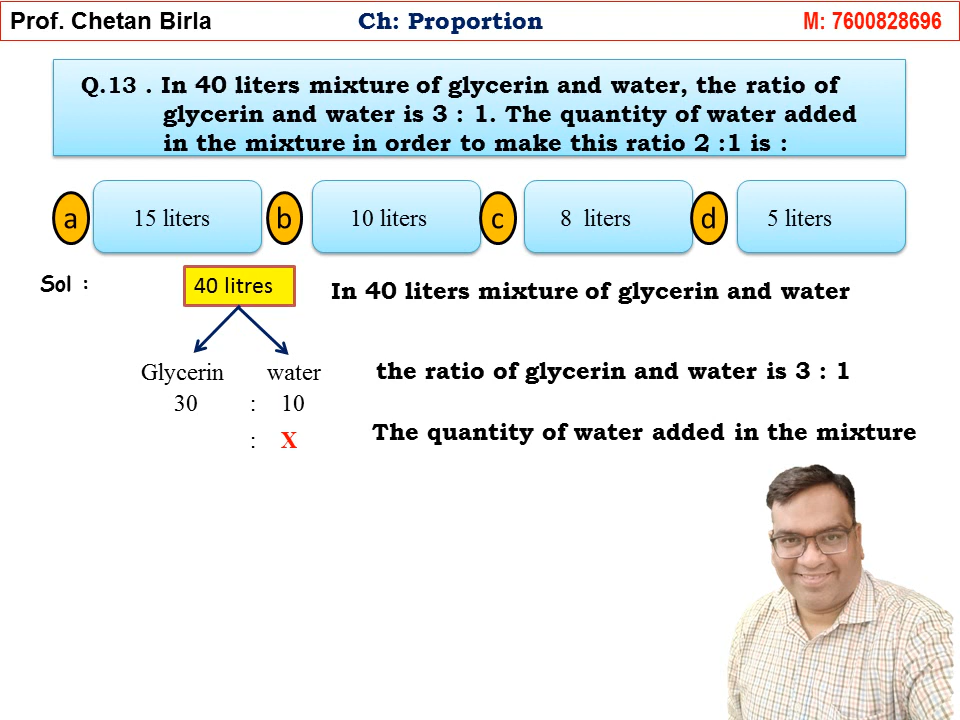 Prof. Chetan Birla Ch: Proportion M: 7600828696
Q.13 . In 40 liters mixture of glycerin and water, the ratio of
glycerin and water is 3 : 1. The quantity of water added
in the mixture in order to make this ratio 2 :1 is :
a 15 liters b 10 liters c 8 liters d 5 liters
Sol : 40 litres In 40 liters mixture of glycerin and water
Glycerin water the ratio of glycerin and water is 3 : 1
30 : 10
: X The quantity of water added in the mixture